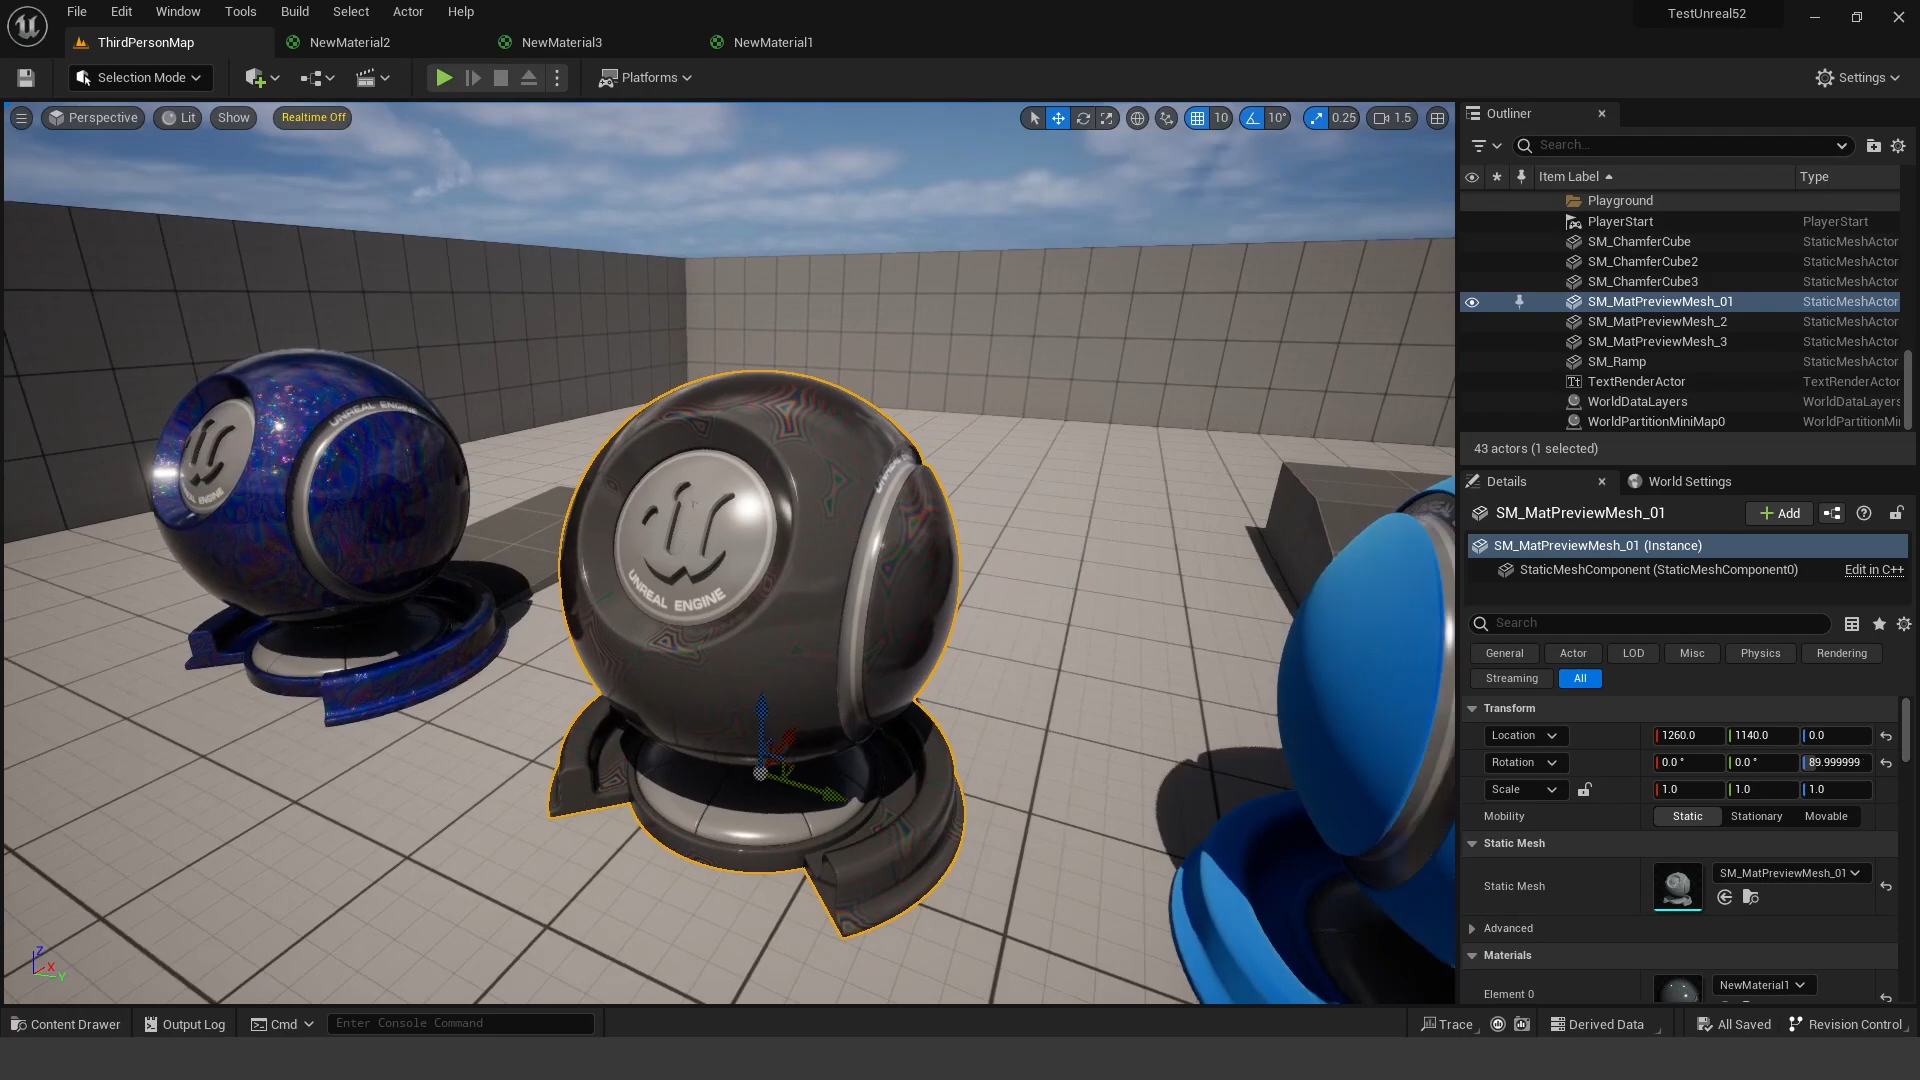 File Edit Window Tools Build Select Actor Help
TestUnreal52
ThirdPersonMap
NewMaterial2
NewMaterial3
NewMaterial1
Selection Mode
Platforms
Settings
Perspective
Lit
Show
Realtime Off
10
10°
0.25
1.5
Outliner
Search...
Item Label
Type
Playground
PlayerStart PlayerStart
SM_ChamferCube StaticMeshActor
SM_ChamferCube2 StaticMeshActor
SM_ChamferCube3 StaticMeshActor
SM_MatPreviewMesh_01 StaticMeshActor
SM_MatPreviewMesh_2 StaticMeshActor
SM_MatPreviewMesh_3 StaticMeshActor
SM_Ramp StaticMeshActor
TextRenderActor TextRenderActor
WorldDataLayers WorldDataLayers
WorldPartitionMiniMap0 WorldPartitionMi
43 actors (1 selected)
Details
World Settings
SM_MatPreviewMesh_01
Add
SM_MatPreviewMesh_01 (Instance)
StaticMeshComponent (StaticMeshComponent0)
Edit in C++
Search
General Actor LOD Misc Physics Rendering
Streaming All
Transform
Location 1260.0 1140.0 0.0
Rotation 0.0 ° 0.0 ° 89.999999
Scale 1.0 1.0 1.0
Mobility Static Stationary Movable
Static Mesh
Static Mesh SM_MatPreviewMesh_01
Advanced
Materials
Element 0 NewMaterial1
UNREAL ENGINE
UNREAL ENGINE
Z
X
Y
Content Drawer
Output Log
Cmd
Enter Console Command
Trace
Derived Data
All Saved
Revision Control